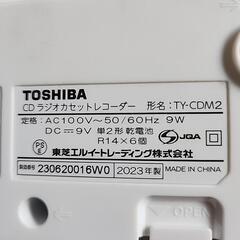 TOSHIBA
CDラジオカセットレコーダー 形名：TY-CDM2
定格：AC100V～50/60Hz 9W
DC⎓9V 単2形乾電池
R14×6個
PS E
JQA
東芝エルイートレーディング株式会社
製造番号 230620016W0 2023年製 MADE IN CHINA
OPEN